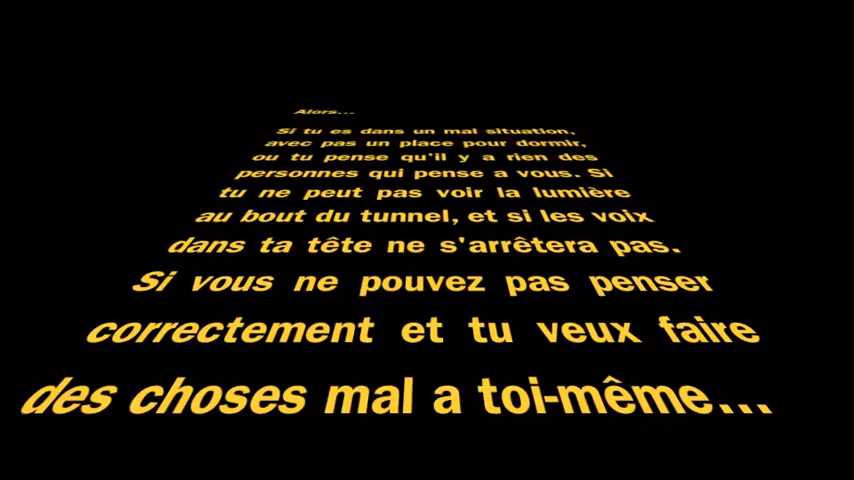 Alors...
Si tu es dans un mal situation,
avec pas un place pour dormir,
ou tu pense qu'il y a rien des
personnes qui pense a vous. Si
tu ne peut pas voir la lumière
au bout du tunnel, et si les voix
dans ta tête ne s'arrêtera pas.
Si vous ne pouvez pas penser
correctement et tu veux faire
des choses mal a toi-même...